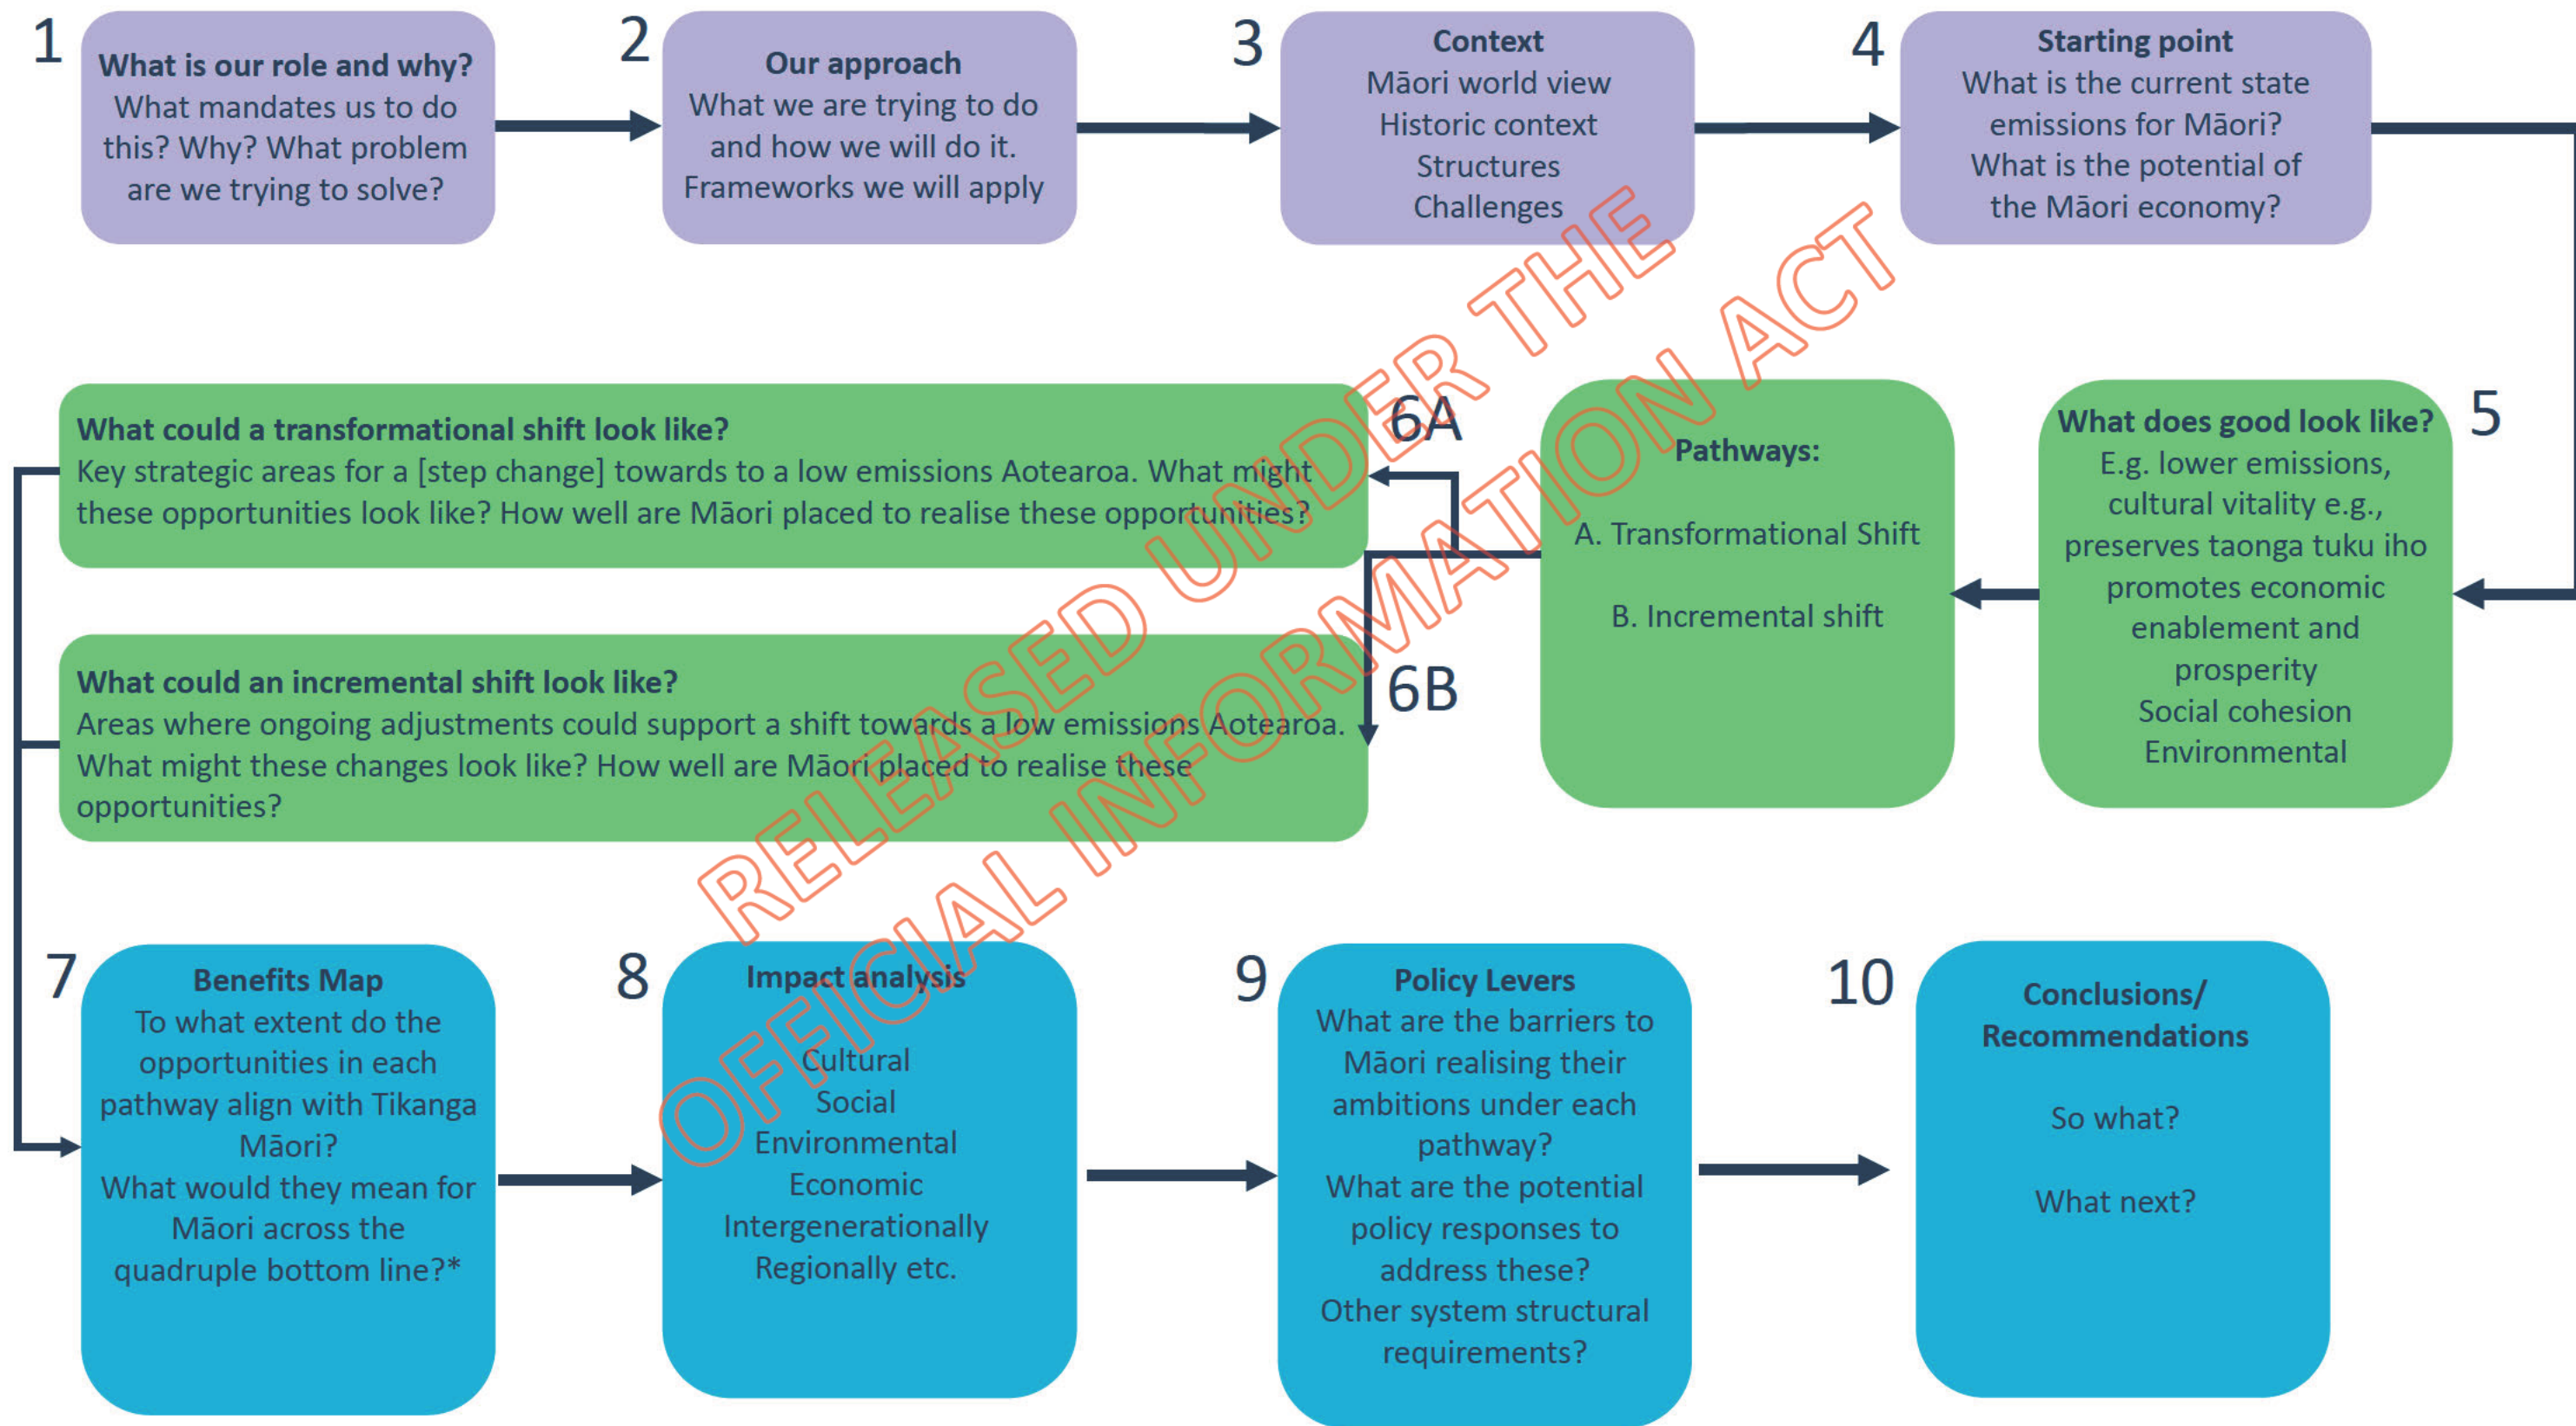 1
What is our role and why?
What mandates us to do
this? Why? What problem
are we trying to solve?
2
Our approach
What we are trying to do
and how we will do it.
Frameworks we will apply
3
Context
Māori world view
Historic context
Structures
Challenges
4
Starting point
What is the current state
emissions for Māori?
What is the potential of
the Māori economy?
5
What does good look like?
E.g. lower emissions,
cultural vitality e.g.,
preserves taonga tuku iho
promotes economic
enablement and
prosperity
Social cohesion
Environmental
Pathways:
A. Transformational Shift
B. Incremental shift
6A
What could a transformational shift look like?
Key strategic areas for a [step change] towards to a low emissions Aotearoa. What might
these opportunities look like? How well are Māori placed to realise these opportunities?
6B
What could an incremental shift look like?
Areas where ongoing adjustments could support a shift towards a low emissions Aotearoa.
What might these changes look like? How well are Māori placed to realise these
opportunities?
7
Benefits Map
To what extent do the
opportunities in each
pathway align with Tikanga
Māori?
What would they mean for
Māori across the
quadruple bottom line?*
8
Impact analysis
Cultural
Social
Environmental
Economic
Intergenerationally
Regionally etc.
9
Policy Levers
What are the barriers to
Māori realising their
ambitions under each
pathway?
What are the potential
policy responses to
address these?
Other system structural
requirements?
10
Conclusions/
Recommendations
So what?
What next?
RELEASED UNDER THE
OFFICIAL INFORMATION ACT